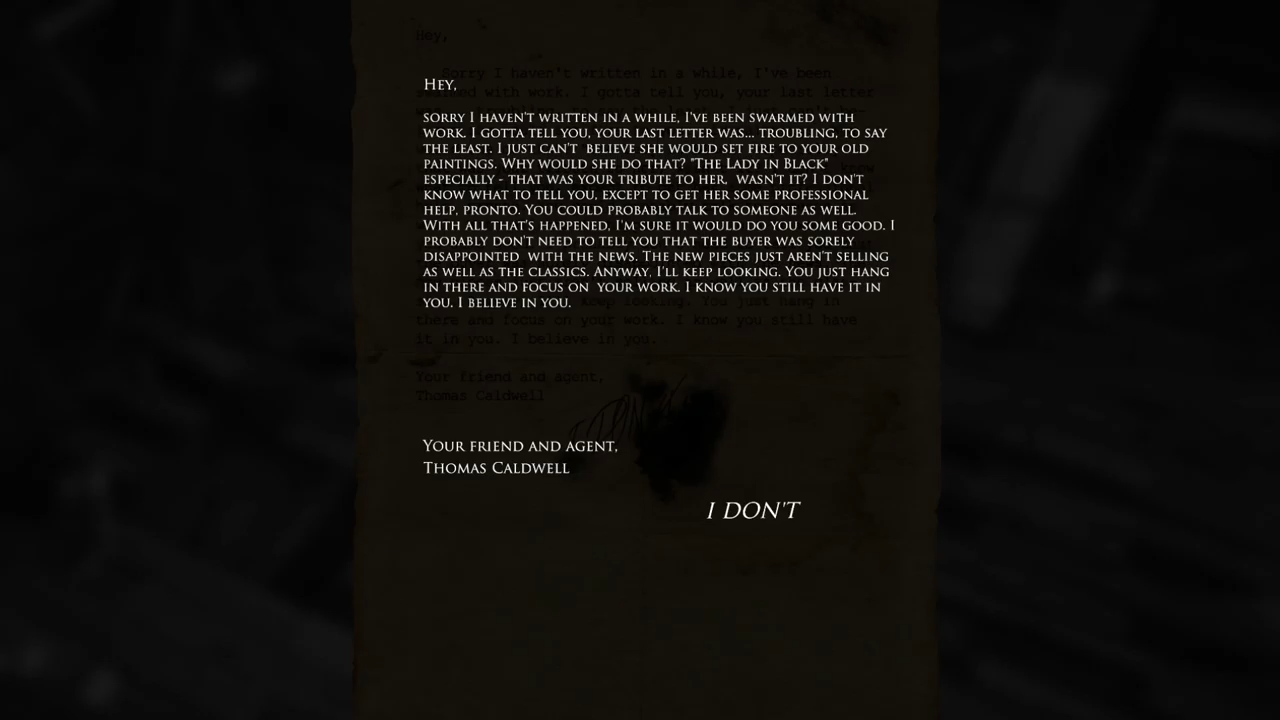 Hey,
sorry I haven't written in a while, I've been swarmed with
work. I gotta tell you, your last letter was... troubling, to say
the least. I just can't believe she would set fire to your old
paintings. Why would she do that? "The Lady in Black"
especially - that was your tribute to her, wasn't it? I don't
know what to tell you, except to get her some professional
help, pronto. You could probably talk to someone as well.
With all that's happened, I'm sure it would do you some good. I
probably don't need to tell you that the buyer was sorely
disappointed with the news. The new pieces just aren't selling
as well as the classics. Anyway, I'll keep looking. You just hang
in there and focus on your work. I know you still have it in
you. I believe in you.
Your friend and agent,
Thomas Caldwell
I DON'T